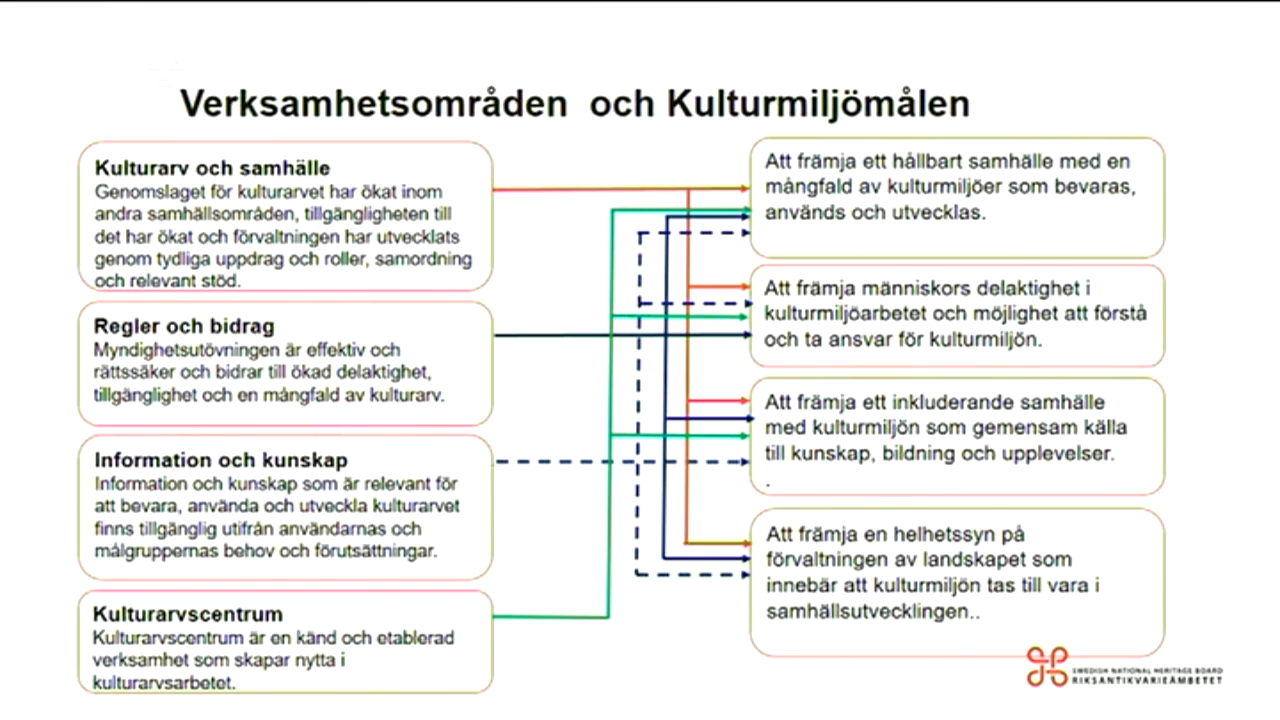 Verksamhetsområden och Kulturmiljömålen
Kulturarv och samhälle
Genomslaget för kulturarvet har ökat inom
andra samhällsområden, tillgängligheten till
det har ökat och förvaltningen har utvecklats
genom tydliga uppdrag och roller, samordning
och relevant stöd.
Regler och bidrag
Myndighetsutövningen är effektiv och
rättssäker och bidrar till ökad delaktighet,
tillgänglighet och en mångfald av kulturarv.
Information och kunskap
Information och kunskap som är relevant för
att bevara, använda och utveckla kulturarvet
finns tillgänglig utifrån användarnas och
målgruppernas behov och förutsättningar.
Kulturarvscentrum
Kulturarvscentrum är en känd och etablerad
verksamhet som skapar nytta i
kulturarvsarbetet.
Att främja ett hållbart samhälle med en
mångfald av kulturmiljöer som bevaras,
används och utvecklas.
Att främja människors delaktighet i
kulturmiljöarbetet och möjlighet att förstå
och ta ansvar för kulturmiljön.
Att främja ett inkluderande samhälle
med kulturmiljön som gemensam källa
till kunskap, bildning och upplevelser.
.
Att främja en helhetssyn på
förvaltningen av landskapet som
innebär att kulturmiljön tas till vara i
samhällsutvecklingen..
SWEDISH NATIONAL HERITAGE BOARD
RIKSANTIKVARIEÄMBETET